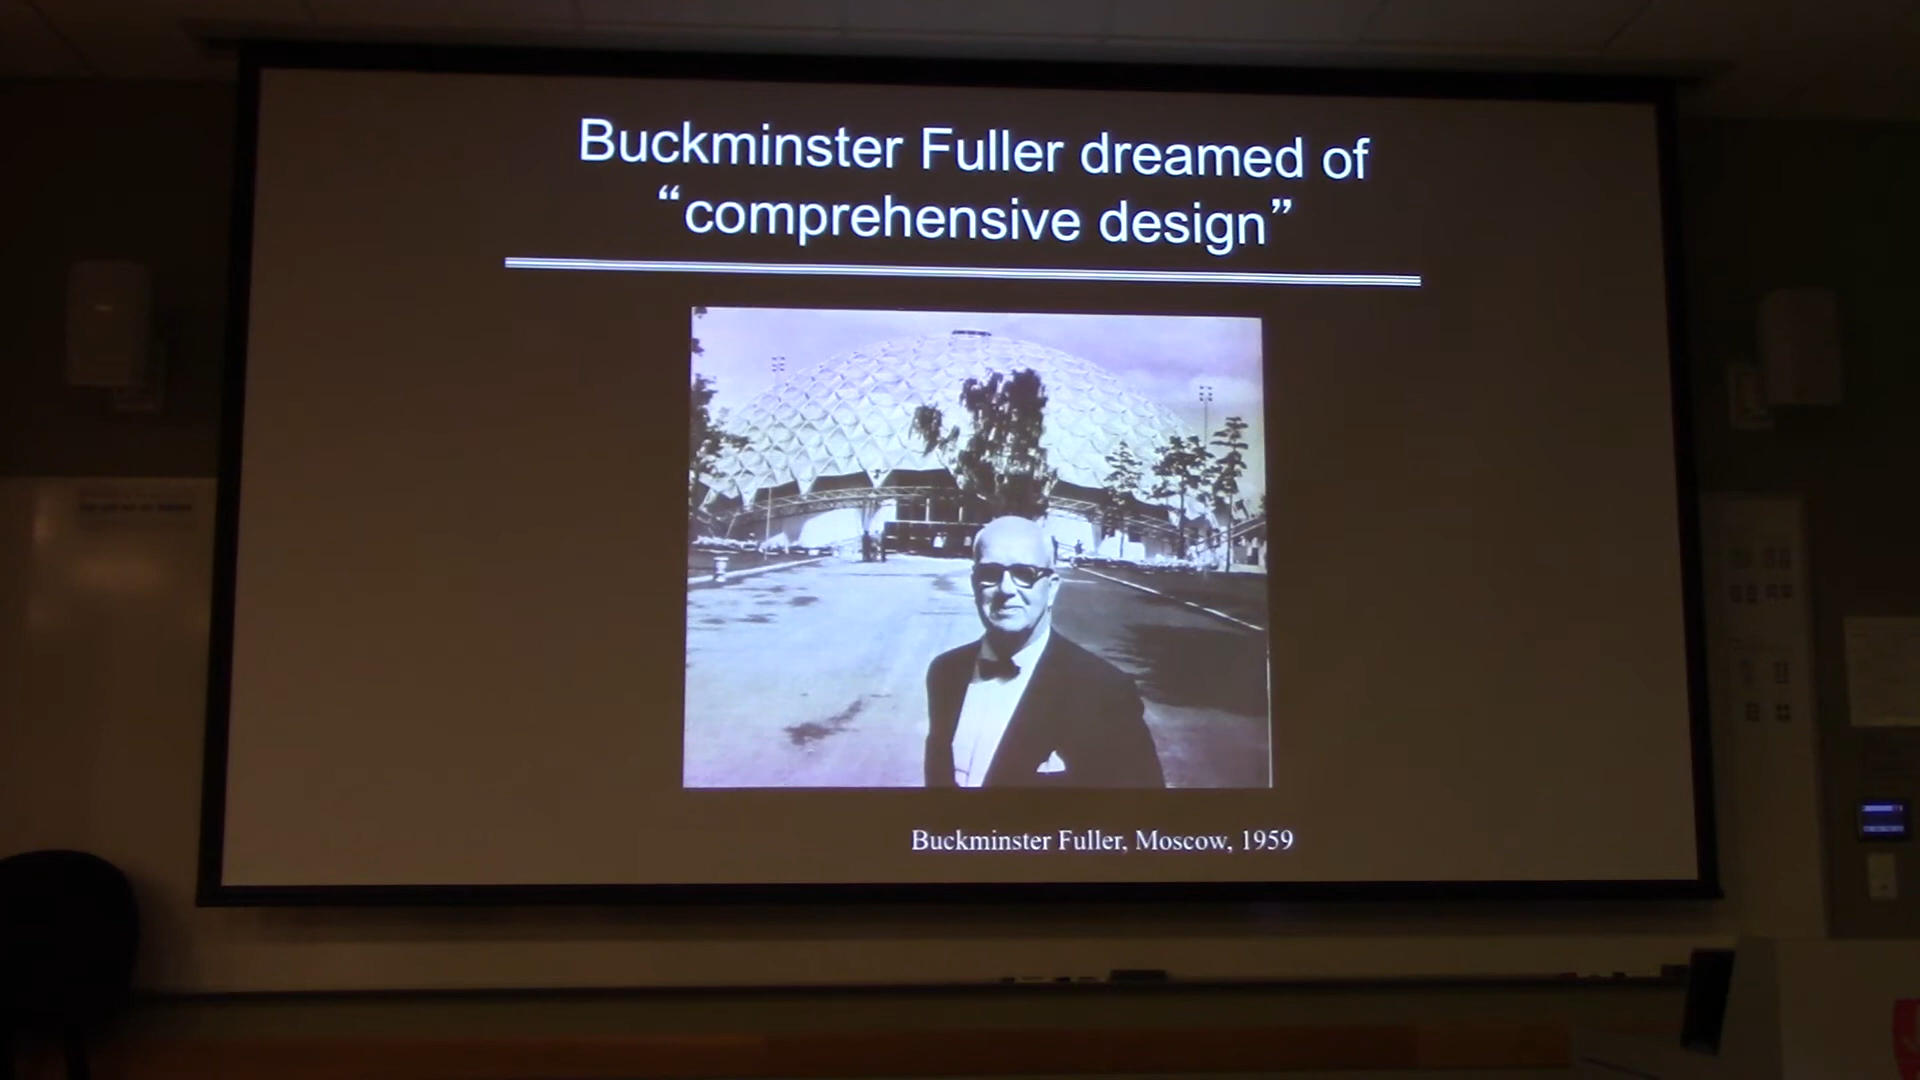 Buckminster Fuller dreamed of
“comprehensive design”
Buckminster Fuller, Moscow, 1959